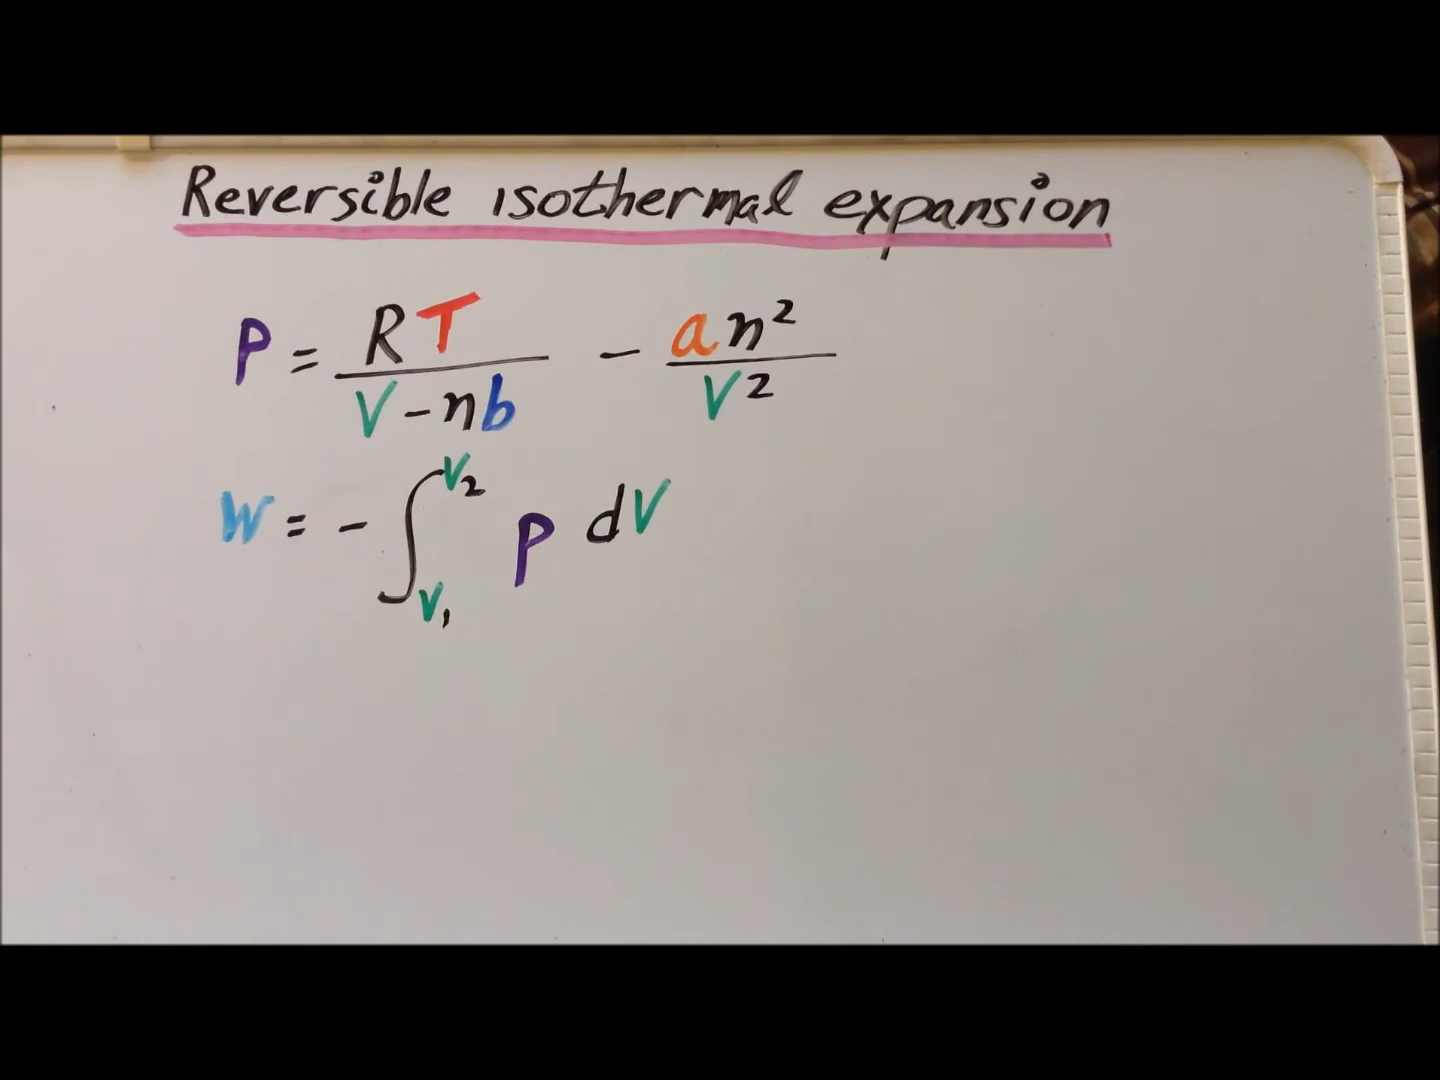 Reversible isothermal expansion
P = RT / V - nb - an² / V²
W = - ∫ V₂ V₁ P dV